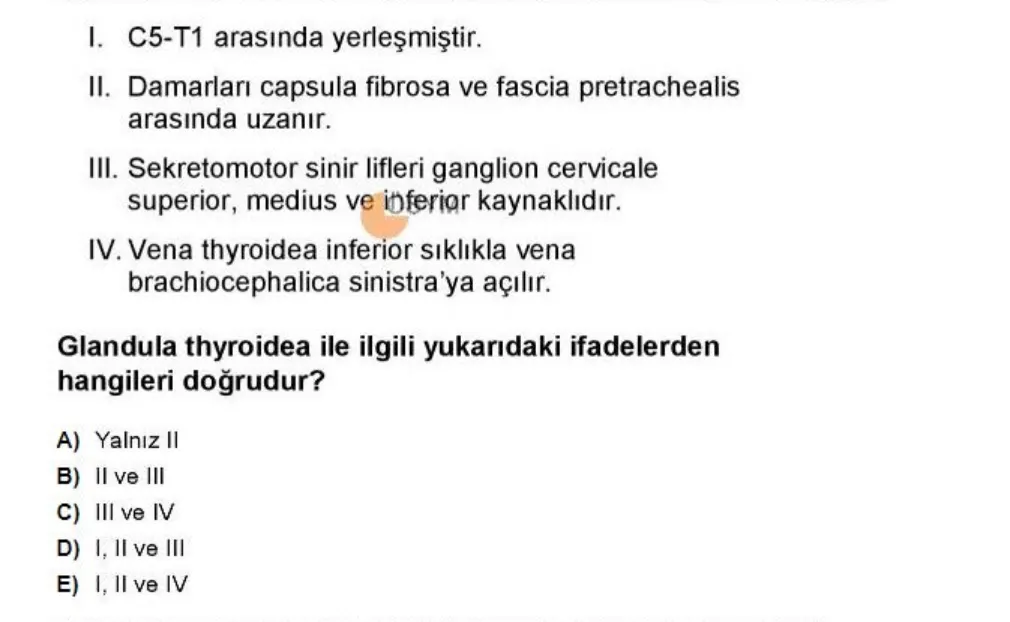 I. C5-T1 arasında yerleşmiştir.
II. Damarları capsula fibrosa ve fascia pretrachealis
arasında uzanır.
III. Sekretomotor sinir lifleri ganglion cervicale
superior, medius ve inferior kaynaklıdır.
IV. Vena thyroidea inferior sıklıkla vena
brachiocephalica sinistra'ya açılır.
Glandula thyroidea ile ilgili yukarıdaki ifadelerden
hangileri doğrudur?
A) Yalnız II
B) II ve III
C) III ve IV
D) I, II ve III
E) I, II ve IV